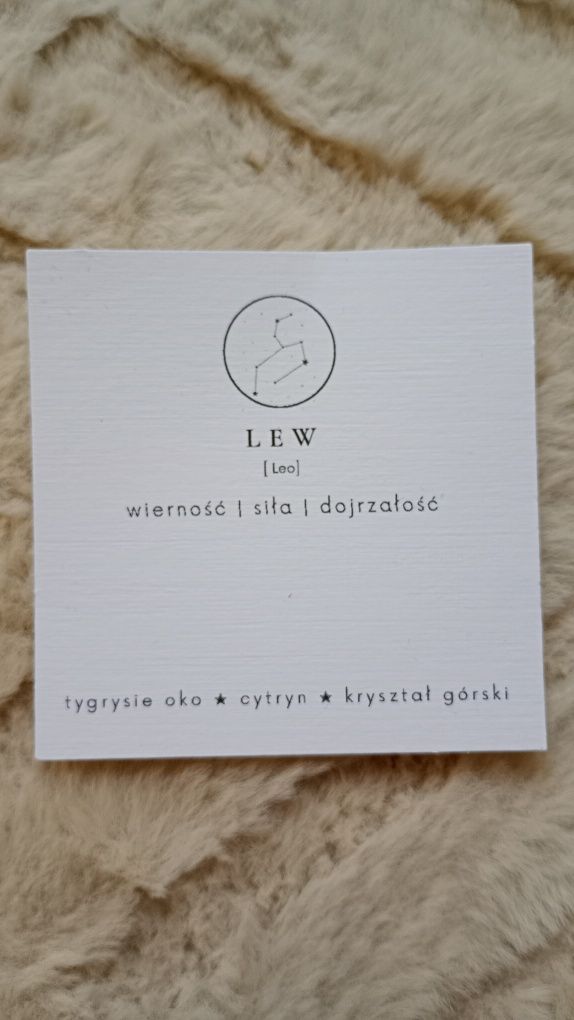 LEW
[Leo]
wierność | siła | dojrzałość
tygrysie oko ★ cytryn ★ kryształ górski